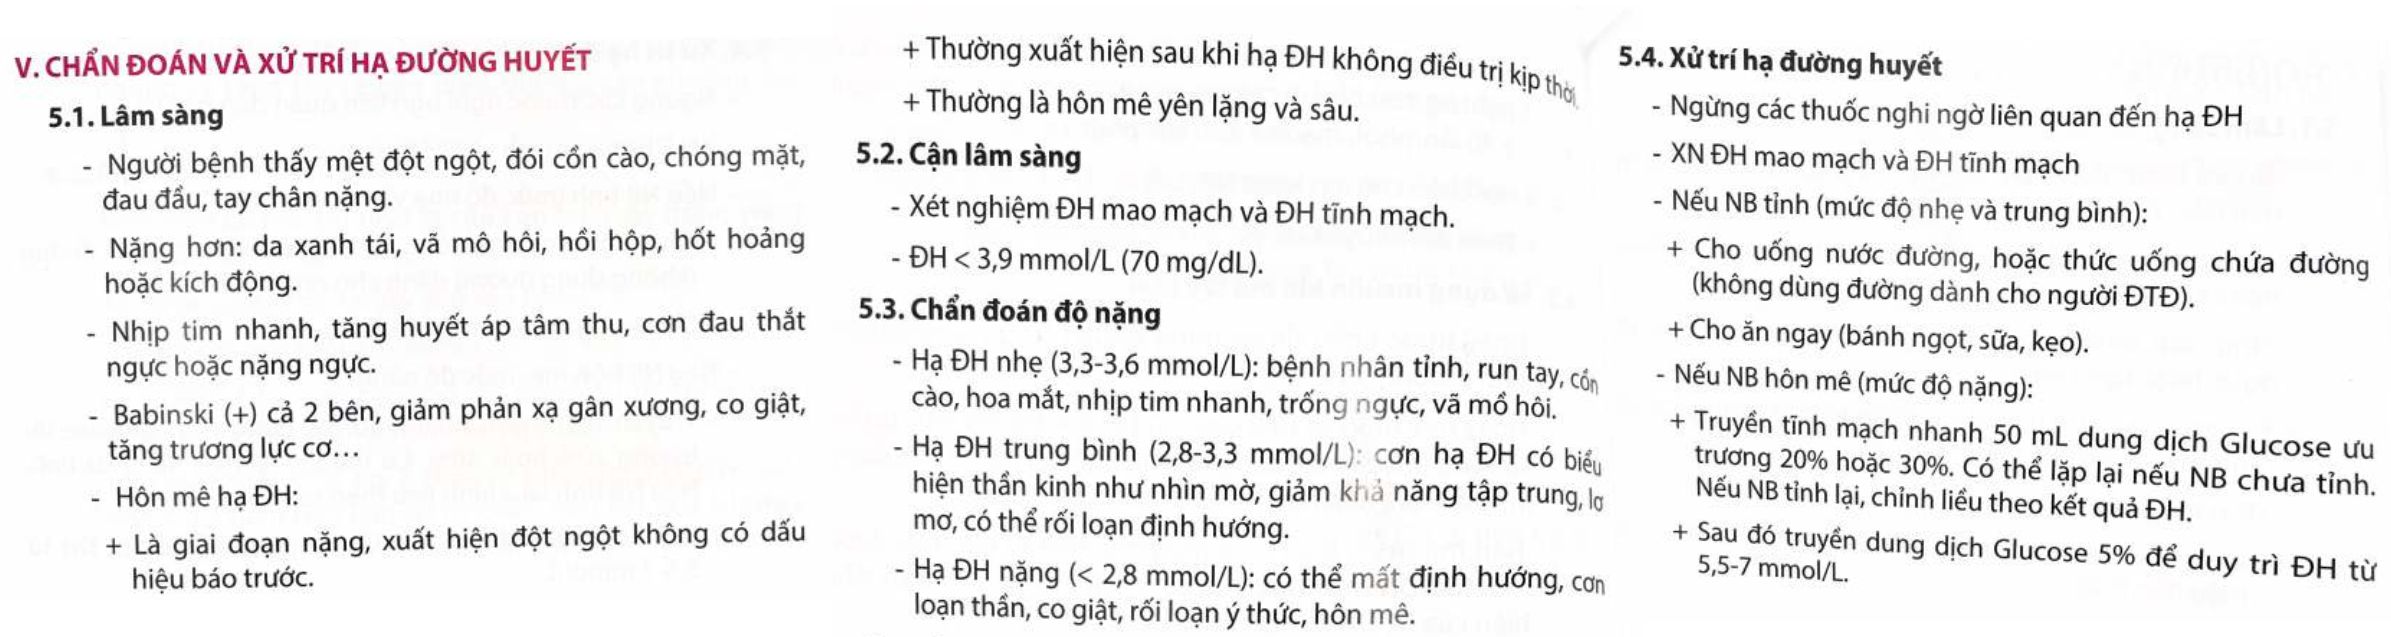 V. CHẨN ĐOÁN VÀ XỬ TRÍ HẠ ĐƯỜNG HUYẾT
5.1. Lâm sàng
- Người bệnh thấy mệt đột ngột, đói cồn cào, chóng mặt,
đau đầu, tay chân nặng.
- Nặng hơn: da xanh tái, vã mồ hôi, hồi hộp, hốt hoảng
hoặc kích động.
- Nhịp tim nhanh, tăng huyết áp tâm thu, cơn đau thắt
ngực hoặc nặng ngực.
- Babinski (+) cả 2 bên, giảm phản xạ gân xương, co giật,
tăng trương lực cơ...
- Hôn mê hạ ĐH:
+ Là giai đoạn nặng, xuất hiện đột ngột không có dấu
hiệu báo trước.
+ Thường xuất hiện sau khi hạ ĐH không điều trị kịp thời.
+ Thường là hôn mê yên lặng và sâu.
5.2. Cận lâm sàng
- Xét nghiệm ĐH mao mạch và ĐH tĩnh mạch.
- ĐH < 3,9 mmol/L (70 mg/dL).
5.3. Chẩn đoán độ nặng
- Hạ ĐH nhẹ (3,3-3,6 mmol/L): bệnh nhân tỉnh, run tay, cồn
cào, hoa mắt, nhịp tim nhanh, trống ngực, vã mồ hôi.
- Hạ ĐH trung bình (2,8-3,3 mmol/L): cơn hạ ĐH có biểu
hiện thần kinh như nhìn mờ, giảm khả năng tập trung, lơ
mơ, có thể rối loạn định hướng.
- Hạ ĐH nặng (< 2,8 mmol/L): có thể mất định hướng, cơn
loạn thần, co giật, rối loạn ý thức, hôn mê.
5.4. Xử trí hạ đường huyết
- Ngừng các thuốc nghi ngờ liên quan đến hạ ĐH
- XN ĐH mao mạch và ĐH tĩnh mạch
- Nếu NB tỉnh (mức độ nhẹ và trung bình):
+ Cho uống nước đường, hoặc thức uống chứa đường
(không dùng đường dành cho người ĐTĐ).
+ Cho ăn ngay (bánh ngọt, sữa, kẹo).
- Nếu NB hôn mê (mức độ nặng):
+ Truyền tĩnh mạch nhanh 50 mL dung dịch Glucose ưu
trương 20% hoặc 30%. Có thể lặp lại nếu NB chưa tỉnh.
Nếu NB tỉnh lại, chỉnh liều theo kết quả ĐH.
+ Sau đó truyền dung dịch Glucose 5% để duy trì ĐH từ
5,5-7 mmol/L.